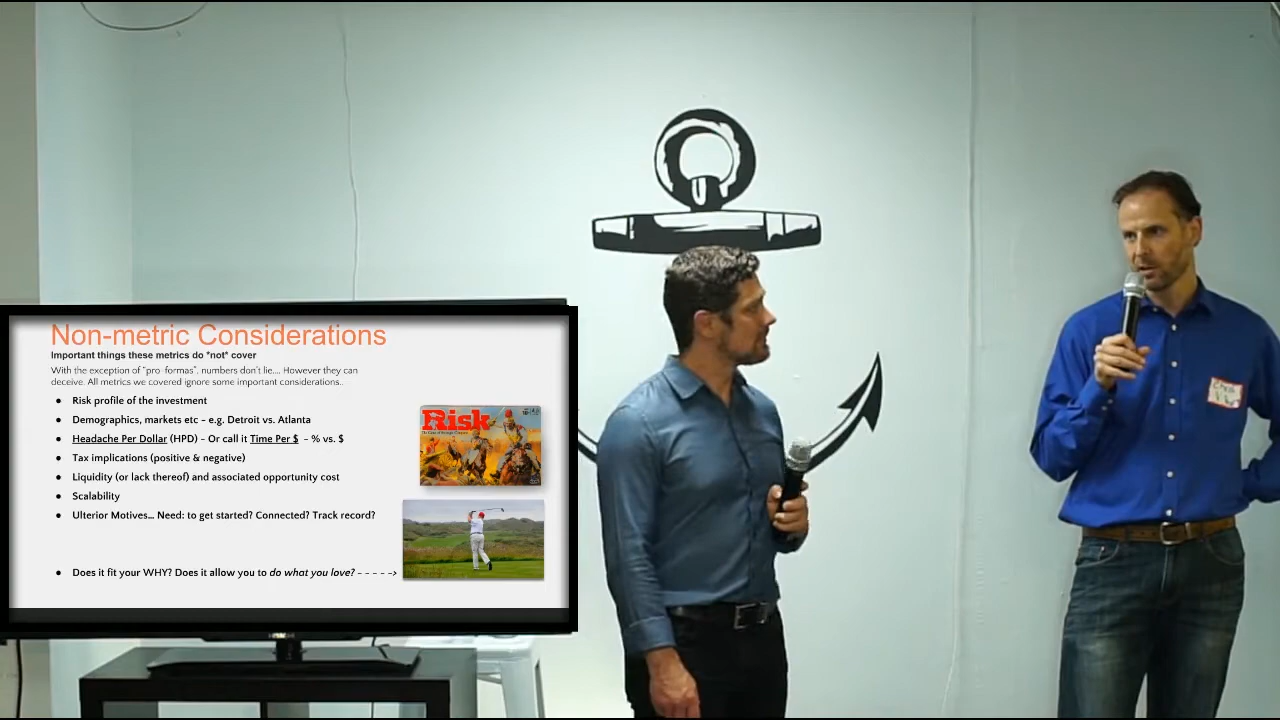 Non-metric Considerations
Important things these metrics do *not* cover
With the exception of "pro-formas", numbers don't lie.... However they can
deceive. All metrics we covered ignore some important considerations..
● Risk profile of the investment
● Demographics, markets etc – e.g. Detroit vs. Atlanta
● Headache Per Dollar (HPD) – Or call it Time Per $ – % vs. $
● Tax implications (positive & negative)
● Liquidity (or lack thereof) and associated opportunity cost
● Scalability
● Ulterior Motives... Need: to get started? Connected? Track record?
● Does it fit your WHY? Does it allow you to do what you love? - - - - ->
Risk